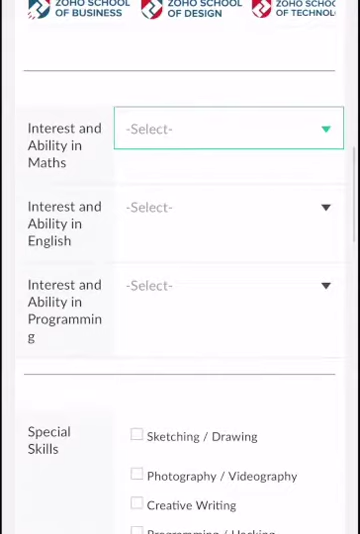 ZOHO SCHOOL OF BUSINESS
ZOHO SCHOOL OF DESIGN
ZOHO SCHOO
OF TECHNOL
Interest and
Ability in
Maths
-Select-
Interest and
Ability in
English
-Select-
Interest and
Ability in
Programmin
g
-Select-
Special
Skills
Sketching / Drawing
Photography / Videography
Creative Writing
Programming / Hacking